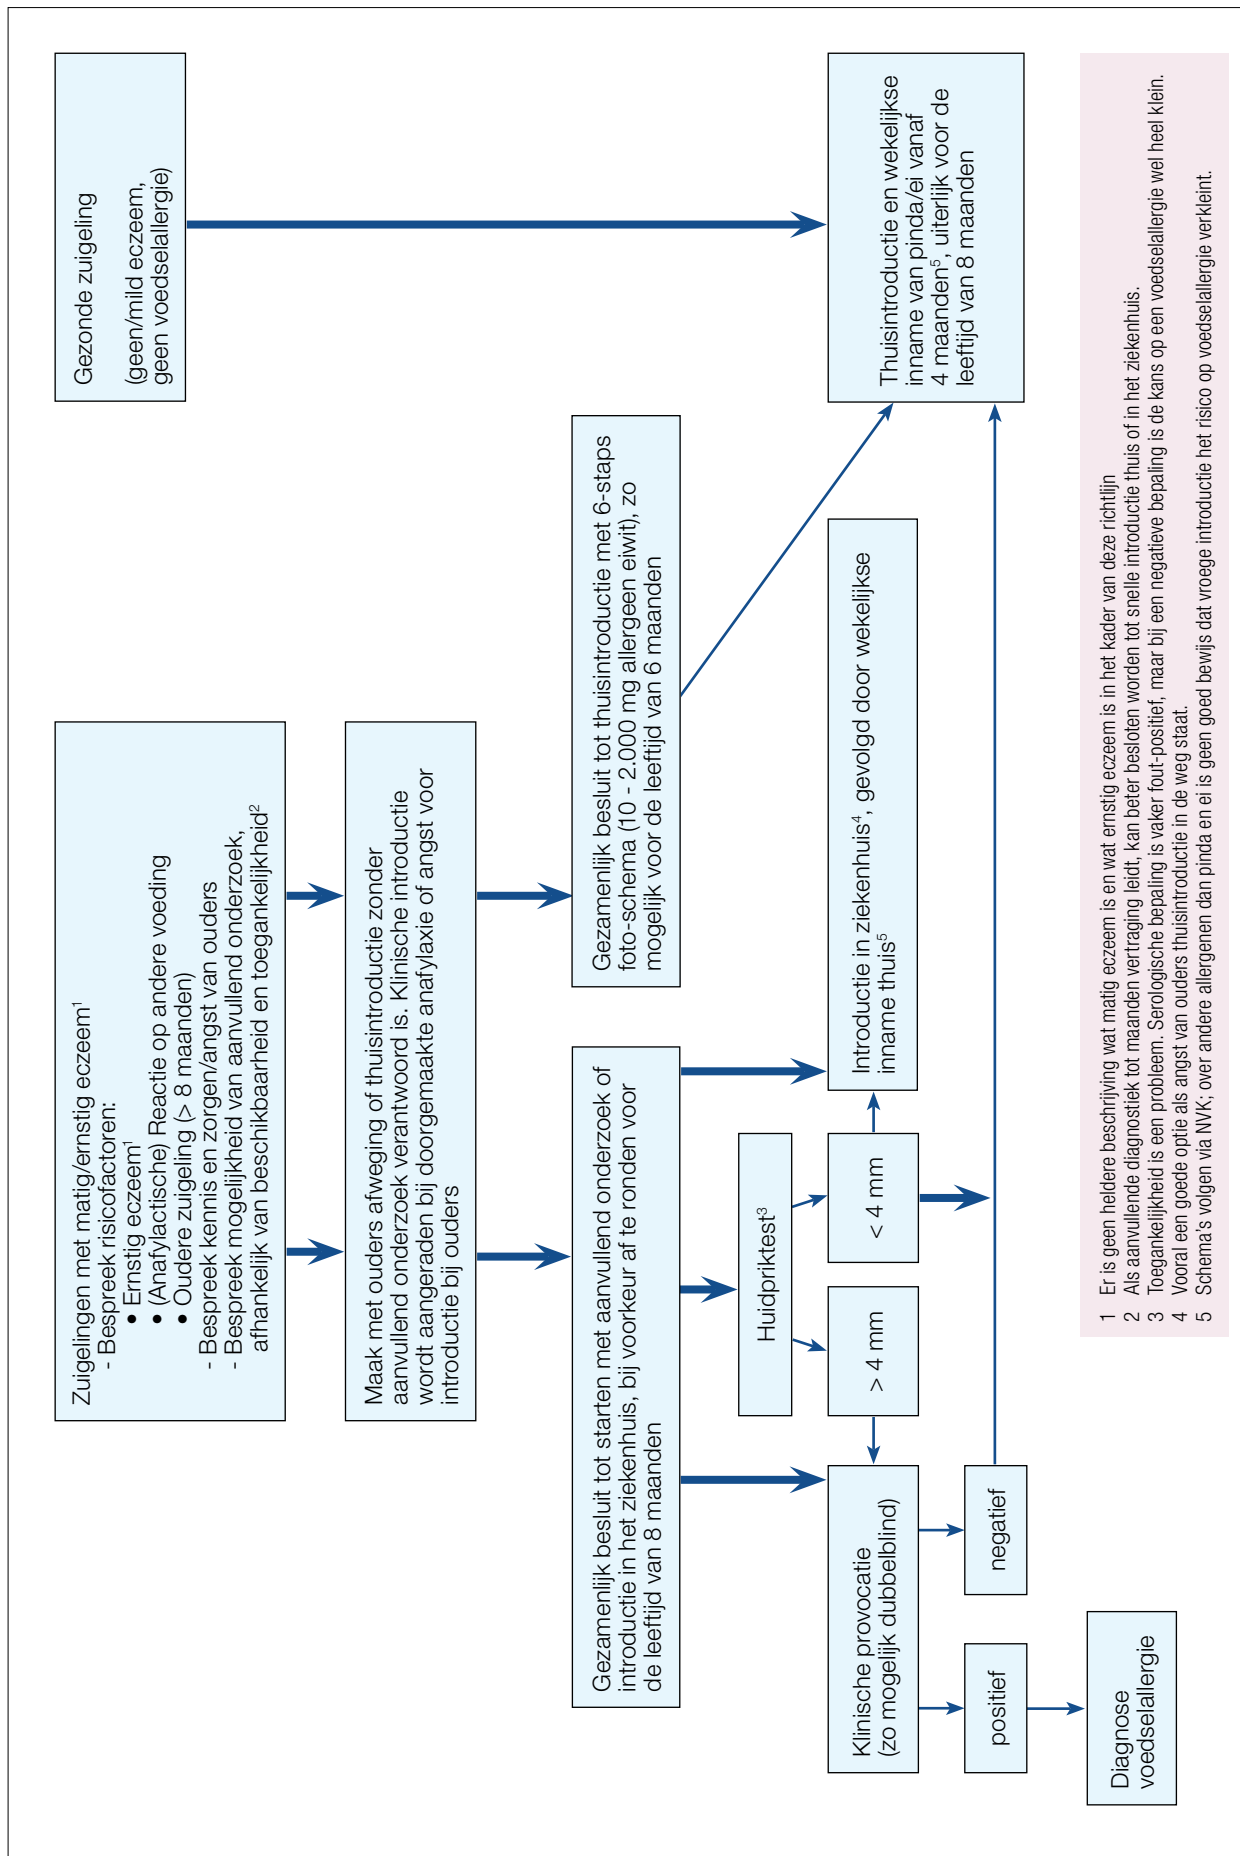 Zuigelingen met matig/ernstig eczeem1
- Bespreek risicofactoren:
• Ernstig eczeem1
• (Anafylactische) Reactie op andere voeding
• Oudere zuigeling (> 8 maanden)
- Bespreek kennis en zorgen/angst van ouders
- Bespreek mogelijkheid van aanvullend onderzoek,
afhankelijk van beschikbaarheid en toegankelijkheid2
Gezonde zuigeling
(geen/mild eczeem,
geen voedselallergie)
Maak met ouders afweging of thuisintroductie zonder
aanvullend onderzoek verantwoord is. Klinische introductie
wordt aangeraden bij doorgemaakte anafylaxie of angst voor
introductie bij ouders
Gezamenlijk besluit tot starten met aanvullend onderzoek of
introductie in het ziekenhuis, bij voorkeur af te ronden voor
de leeftijd van 8 maanden
Gezamenlijk besluit tot thuisintroductie met 6-staps
foto-schema (10 - 2.000 mg allergeen eiwit), zo
mogelijk voor de leeftijd van 6 maanden
Huidpriktest3
> 4 mm
< 4 mm
Klinische provocatie
(zo mogelijk dubbelblind)
Introductie in ziekenhuis4, gevolgd door wekelijkse
inname thuis5
Thuisintroductie en wekelijkse
inname van pinda/ei vanaf
4 maanden5, uiterlijk voor de
leeftijd van 8 maanden
positief
negatief
Diagnose
voedselallergie
1 Er is geen heldere beschrijving wat matig eczeem is en wat ernstig eczeem is in het kader van deze richtlijn
2 Als aanvullende diagnostiek tot maanden vertraging leidt, kan beter besloten worden tot snelle introductie thuis of in het ziekenhuis.
3 Toegankelijkheid is een probleem. Serologische bepaling is vaker fout-positief, maar bij een negatieve bepaling is de kans op een voedselallergie wel heel klein.
4 Vooral een goede optie als angst van ouders thuisintroductie in de weg staat.
5 Schema's volgen via NVK; over andere allergenen dan pinda en ei is geen goed bewijs dat vroege introductie het risico op voedselallergie verkleint.